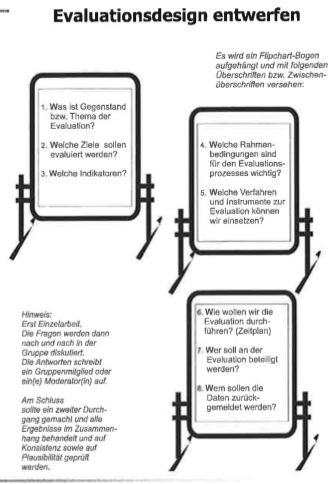 Evaluationsdesign entwerfen
Es wird ein Flipchart-Bogen
aufgehängt und mit folgenden
Überschriften bzw. Zwischen-
überschriften versehen:
1. Was ist Gegenstand
bzw. Thema der
Evaluation?
2. Welche Ziele sollen
evaluiert werden?
3. Welche Indikatoren?
4. Welche Rahmen-
bedingungen sind
für den Evaluations-
prozesses wichtig?
5. Welche Verfahren
und Instrumente zur
Evaluation können
wir einsetzen?
6. Wie wollen wir die
Evaluation durch-
führen? (Zeitplan)
7. Wer soll an der
Evaluation beteiligt
werden?
8. Wem sollen die
Daten zurück-
gemeldet werden?
Hinweis:
Erst Einzelarbeit.
Die Fragen werden dann
nach und nach in der
Gruppe diskutiert.
Die Antworten schreibt
ein Gruppenmitglied oder
ein(e) Moderator(in) auf.
Am Schluss
sollte ein zweiter Durch-
gang gemacht und alle
Ergebnisse im Zusammen-
hang behandelt und auf
Konsistenz sowie auf
Plausibilität geprüft
werden.